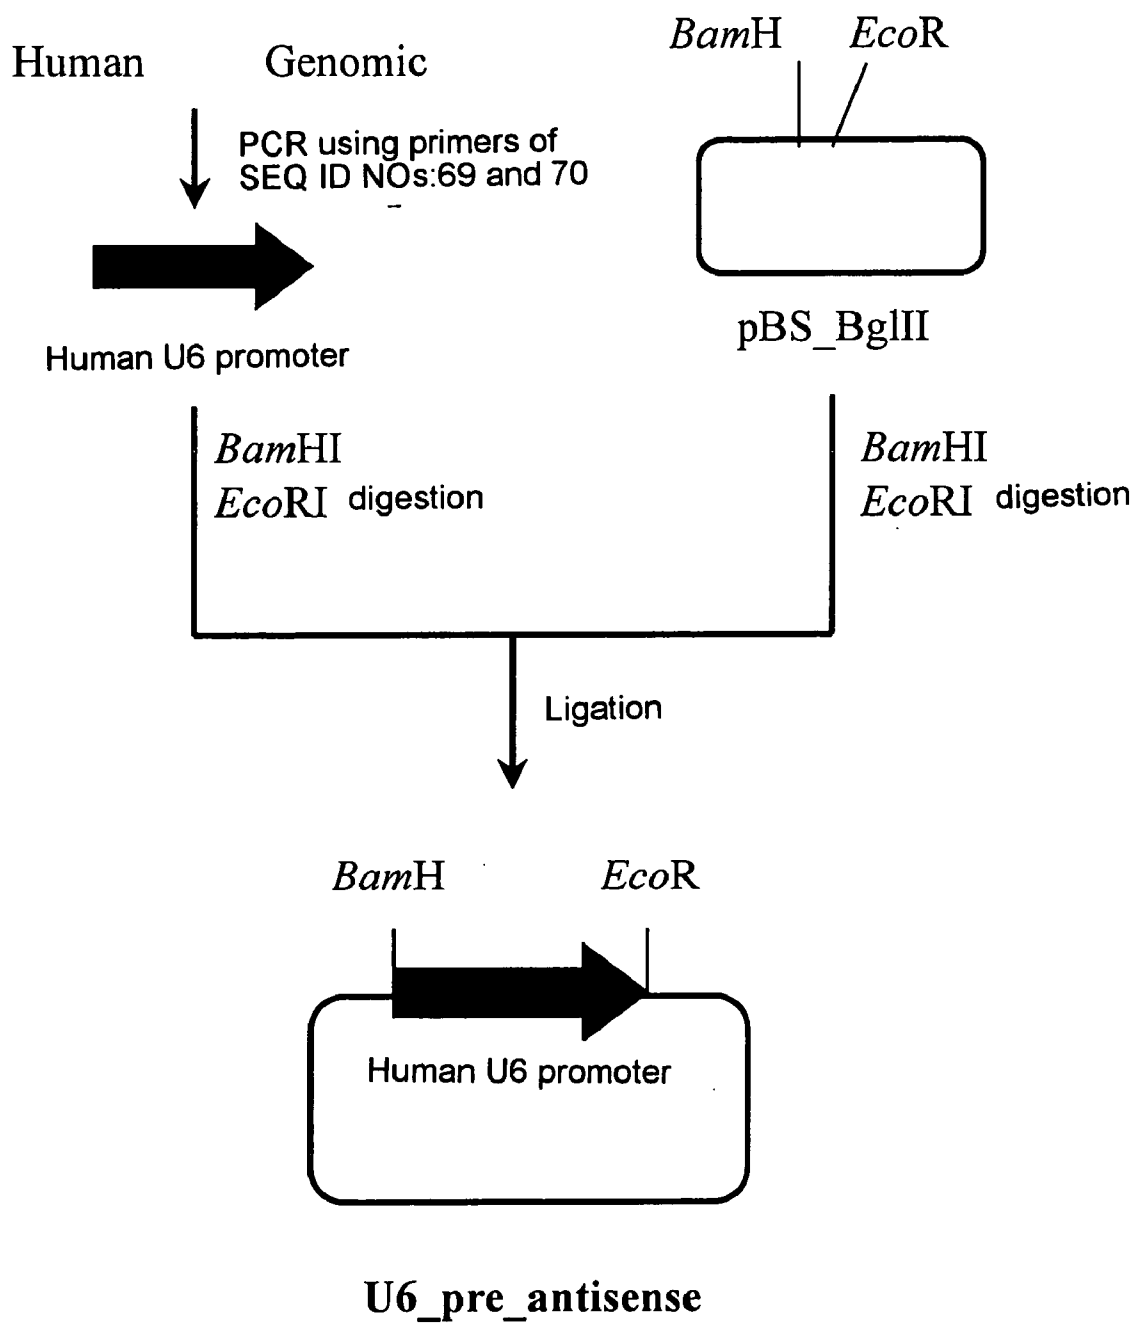 Human Genomic
PCR using primers of
SEQ ID NOs:69 and 70
Human U6 promoter
BamHI
EcoRI digestion
BamH EcoR
pBS_BglII
BamHI
EcoRI digestion
Ligation
BamH EcoR
Human U6 promoter
U6_pre_antisense